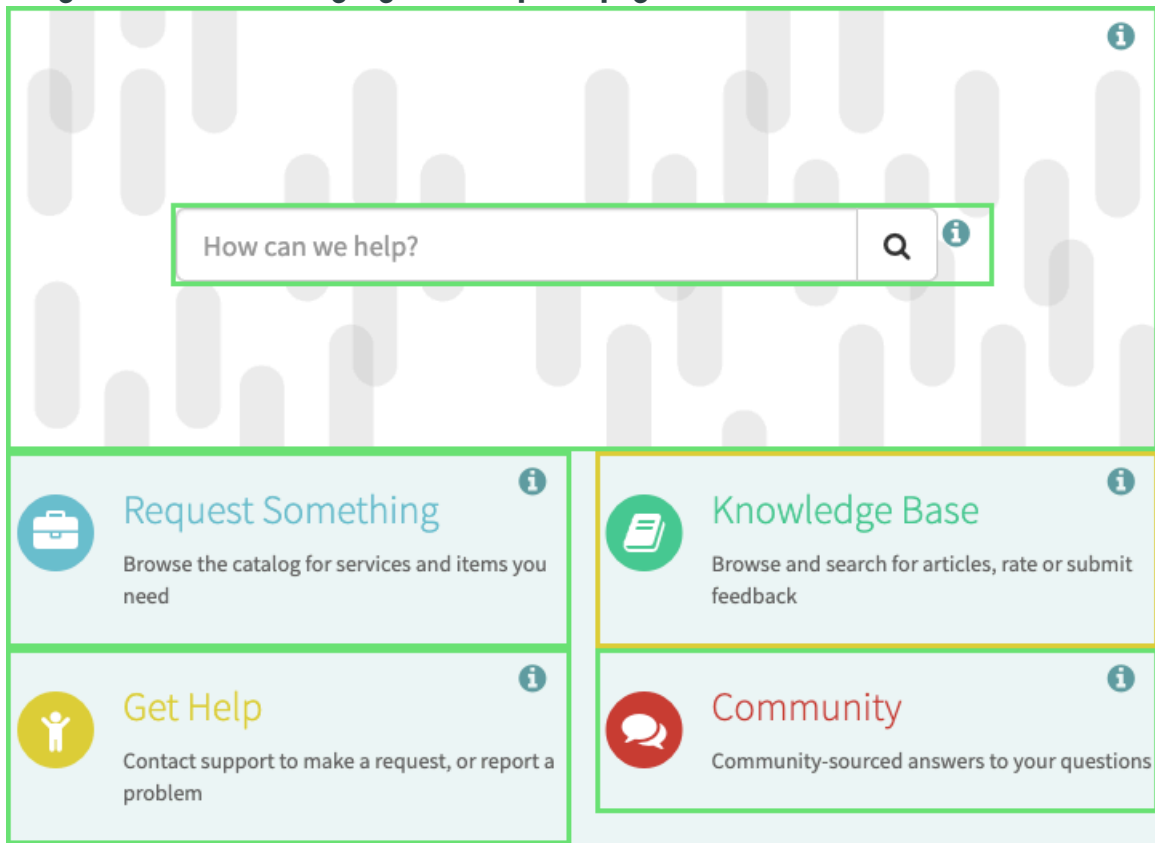 How can we help?
Request Something
Browse the catalog for services and items you
need
Knowledge Base
Browse and search for articles, rate or submit
feedback
Get Help
Contact support to make a request, or report a
problem
Community
Community-sourced answers to your questions